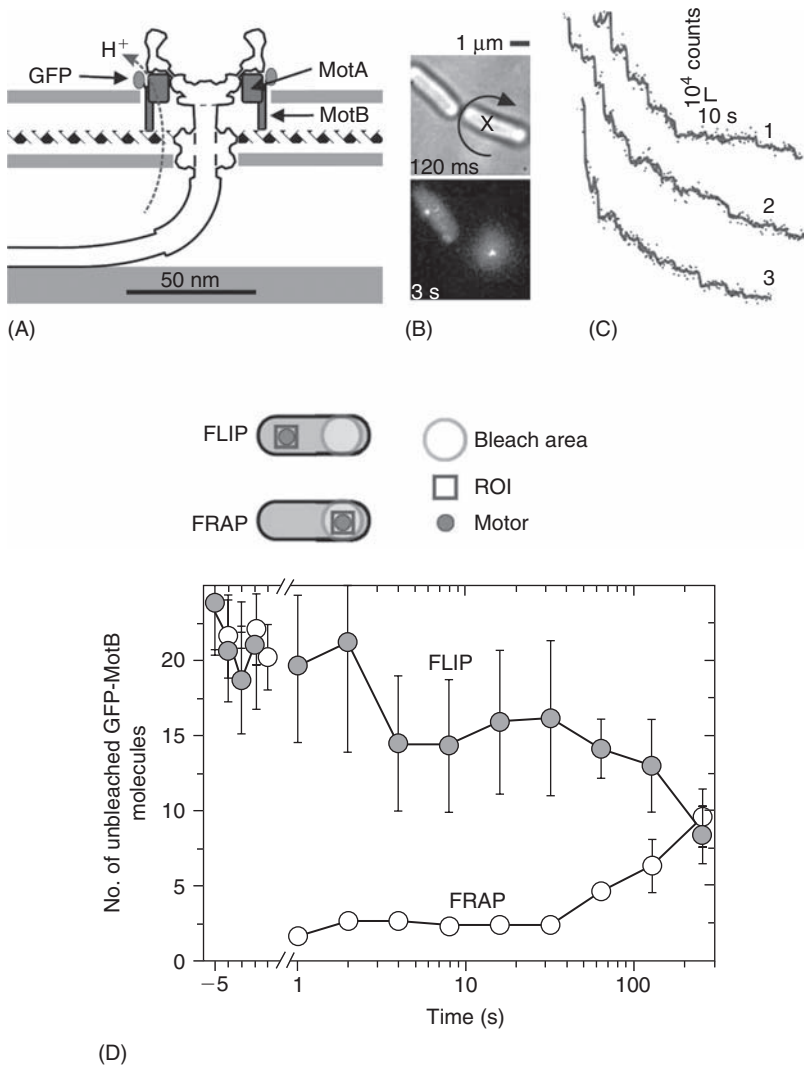 H+
GFP
MotA
MotB
50 nm
(A)
1 μm
X
120 ms
3 s
(B)
10⁴ counts
10 s
1
2
3
(C)
FLIP
FRAP
Bleach area
ROI
Motor
No. of unbleached GFP-MotB
molecules
20
15
10
5
0
FLIP
FRAP
−5
1
10
100
Time (s)
(D)